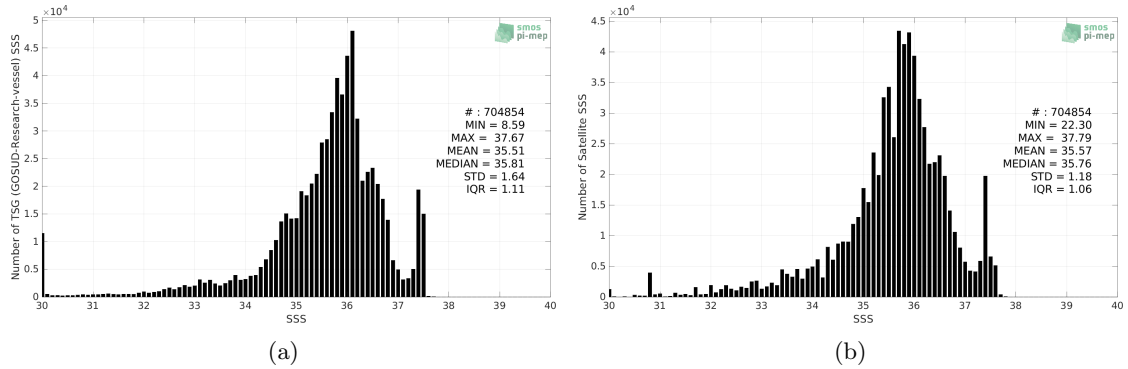 ×10⁴
5
4.5
4
3.5
3
2.5
2
1.5
1
0.5
0
30 31 32 33 34 35 36 37 38 39 40
SSS
Number of TSG (GOSUD-Research-vessel) SSS
smos
pi-mep
# : 704854
MIN = 8.59
MAX = 37.67
MEAN = 35.51
MEDIAN = 35.81
STD = 1.64
IQR = 1.11
(a)
×10⁴
4.5
4
3.5
3
2.5
2
1.5
1
0.5
0
30 31 32 33 34 35 36 37 38 39 40
SSS
Number of Satellite SSS
smos
pi-mep
# : 704854
MIN = 22.30
MAX = 37.79
MEAN = 35.57
MEDIAN = 35.76
STD = 1.18
IQR = 1.06
(b)